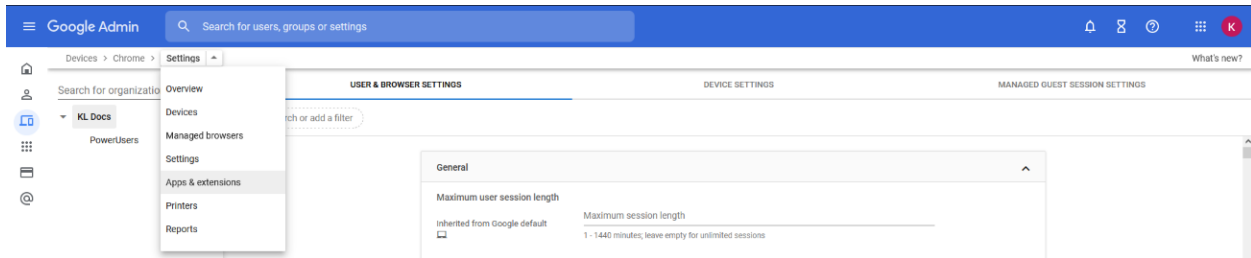 Google Admin
Search for users, groups or settings
K
Devices > Chrome > Settings
What's new?
Search for organizatio
KL Docs
PowerUsers
Overview
Devices
Managed browsers
Settings
Apps & extensions
Printers
Reports
USER & BROWSER SETTINGS
DEVICE SETTINGS
MANAGED GUEST SESSION SETTINGS
rch or add a filter
General
Maximum user session length
Inherited from Google default
Maximum session length
1 - 1440 minutes; leave empty for unlimited sessions